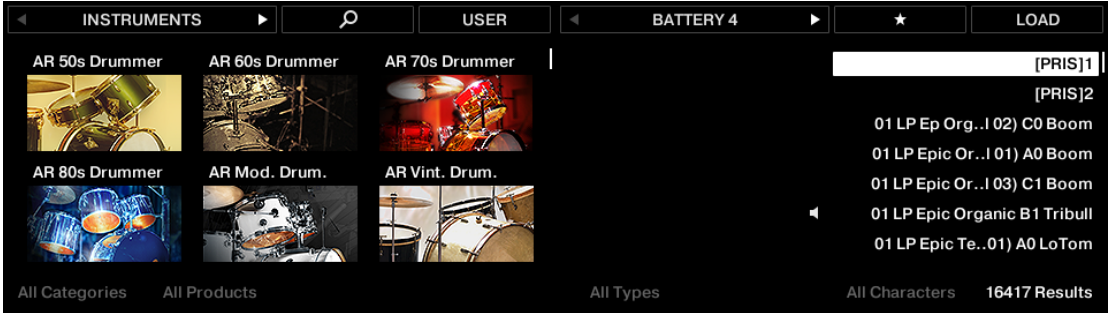 INSTRUMENTS
USER
BATTERY 4
LOAD
AR 50s Drummer
AR 60s Drummer
AR 70s Drummer
AR 80s Drummer
AR Mod. Drum.
AR Vint. Drum.
[PRIS]1
[PRIS]2
01 LP Ep Org..l 02) C0 Boom
01 LP Epic Or..l 01) A0 Boom
01 LP Epic Or..l 03) C1 Boom
01 LP Epic Organic B1 Tribull
01 LP Epic Te..01) A0 LoTom
All Categories
All Products
All Types
All Characters
16417 Results